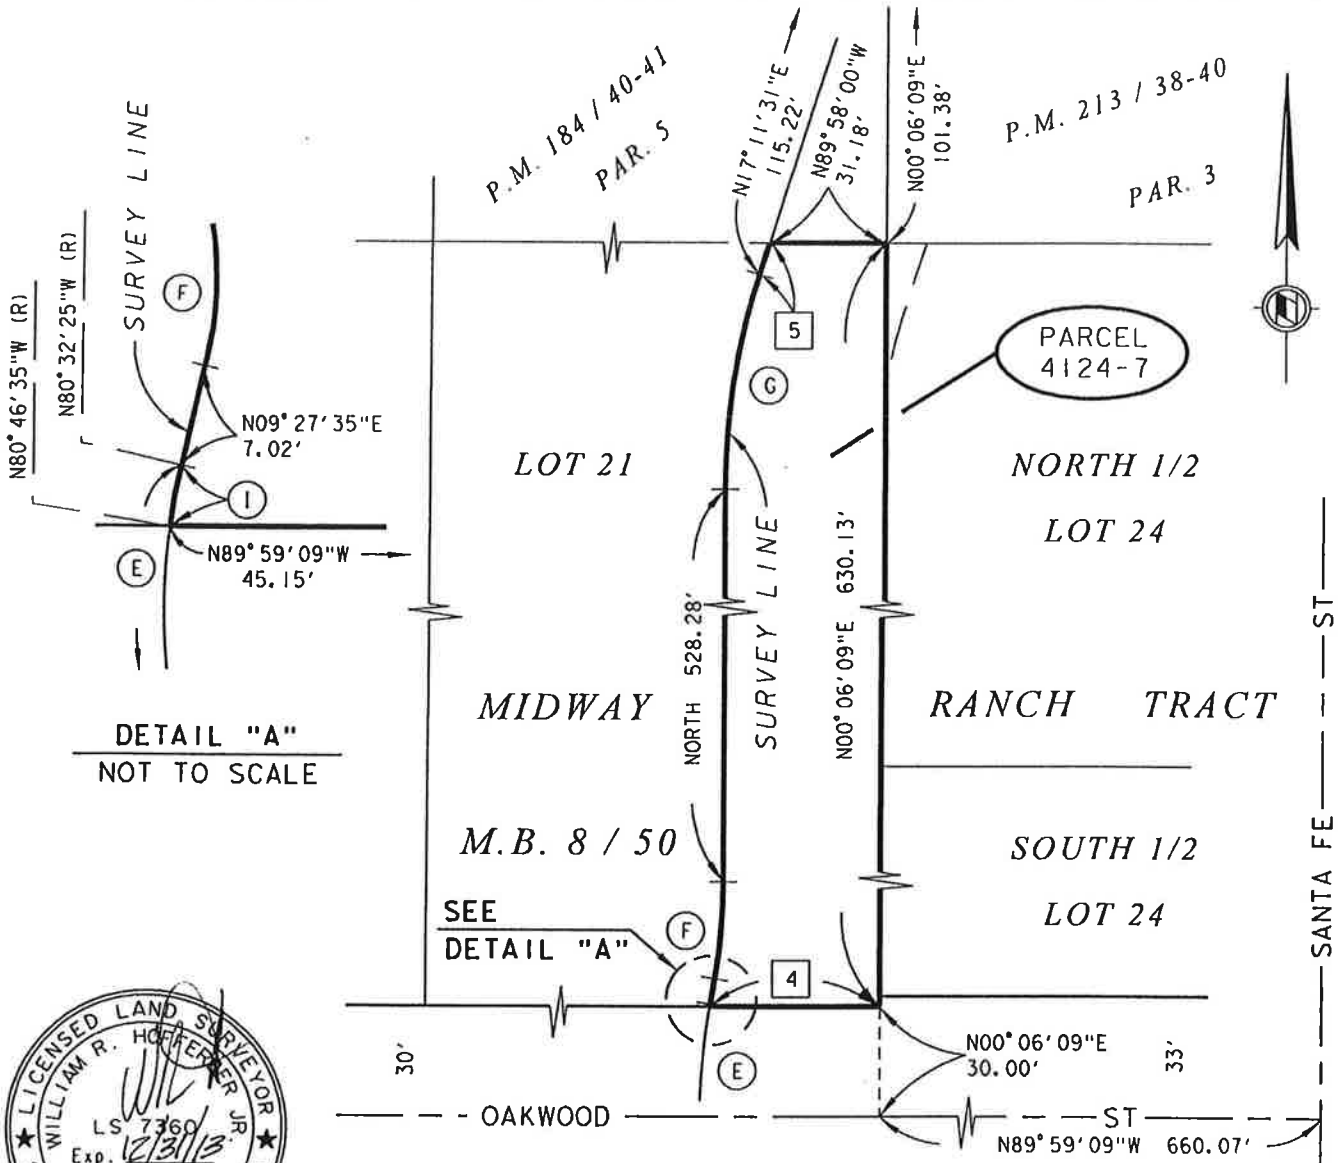 P.M. 184 / 40-41
PAR. 5
N17°11'31"E
115.22'
N89°58'00"W
31.18'
N00°06'09"E
101.38'
P.M. 213 / 38-40
PAR. 3
SURVEY LINE
N80°46'35"W (R)
N80°32'25"W (R)
F
N09°27'35"E
7.02'
I
E
N89°59'09"W
45.15'
DETAIL "A"
NOT TO SCALE
5
G
PARCEL
4124-7
LOT 21
NORTH 1/2
LOT 24
NORTH 528.28'
SURVEY LINE
N00°06'09"E 630.13'
MIDWAY
RANCH TRACT
M.B. 8 / 50
SOUTH 1/2
LOT 24
SEE
DETAIL "A"
F
4
E
N00°06'09"E
30.00'
30'
33'
OAKWOOD ST
N89°59'09"W 660.07'
SANTA FE ST
LICENSED LAND SURVEYOR
WILLIAM R. HOFFERBER JR.
LS 7360
Exp. 12/31/13